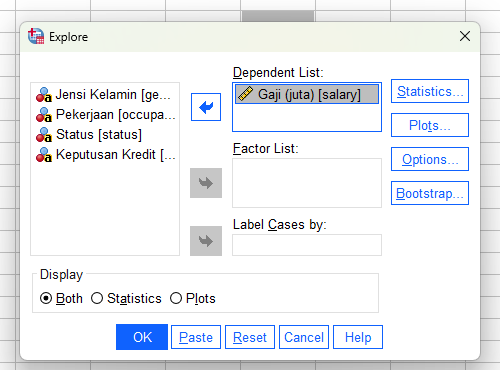 Explore
Dependent List:
Jensi Kelamin [ge...
Pekerjaan [occupa...
Status [status]
Keputusan Kredit [...
Gaji (juta) [salary]
Factor List:
Label Cases by:
Statistics...
Plots...
Options...
Bootstrap...
Display
Both Statistics Plots
OK Paste Reset Cancel Help